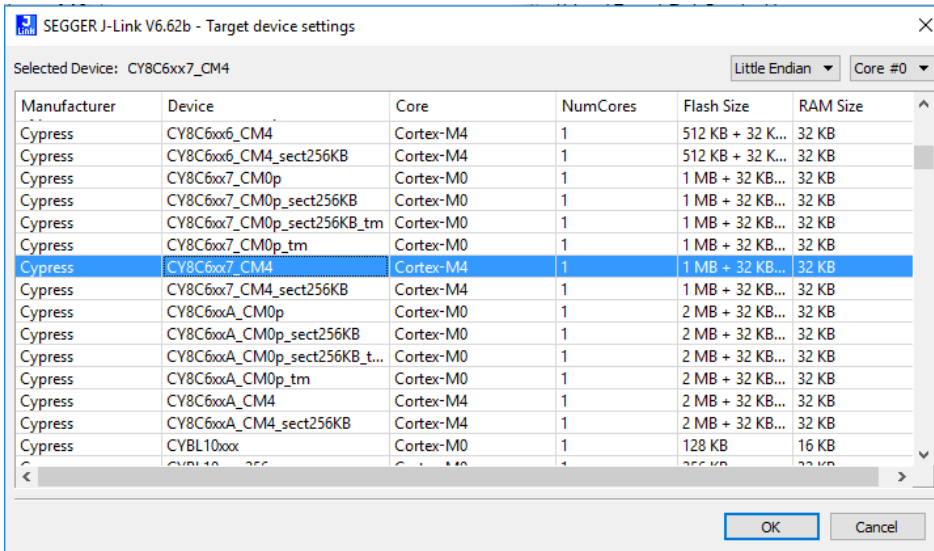 SEGGER J-Link V6.62b - Target device settings
Selected Device: CY8C6xx7_CM4 Little Endian Core #0
Manufacturer Device Core NumCores Flash Size RAM Size
Cypress CY8C6xx6_CM4 Cortex-M4 1 512 KB + 32 K... 32 KB
Cypress CY8C6xx6_CM4_sect256KB Cortex-M4 1 512 KB + 32 K... 32 KB
Cypress CY8C6xx7_CM0p Cortex-M0 1 1 MB + 32 KB... 32 KB
Cypress CY8C6xx7_CM0p_sect256KB Cortex-M0 1 1 MB + 32 KB... 32 KB
Cypress CY8C6xx7_CM0p_sect256KB_tm Cortex-M0 1 1 MB + 32 KB... 32 KB
Cypress CY8C6xx7_CM0p_tm Cortex-M0 1 1 MB + 32 KB... 32 KB
Cypress CY8C6xx7_CM4 Cortex-M4 1 1 MB + 32 KB... 32 KB
Cypress CY8C6xx7_CM4_sect256KB Cortex-M4 1 1 MB + 32 KB... 32 KB
Cypress CY8C6xxA_CM0p Cortex-M0 1 2 MB + 32 KB... 32 KB
Cypress CY8C6xxA_CM0p_sect256KB Cortex-M0 1 2 MB + 32 KB... 32 KB
Cypress CY8C6xxA_CM0p_sect256KB_t... Cortex-M0 1 2 MB + 32 KB... 32 KB
Cypress CY8C6xxA_CM0p_tm Cortex-M0 1 2 MB + 32 KB... 32 KB
Cypress CY8C6xxA_CM4 Cortex-M4 1 2 MB + 32 KB... 32 KB
Cypress CY8C6xxA_CM4_sect256KB Cortex-M4 1 2 MB + 32 KB... 32 KB
Cypress CYBL10xxx Cortex-M0 1 128 KB 16 KB
OK Cancel